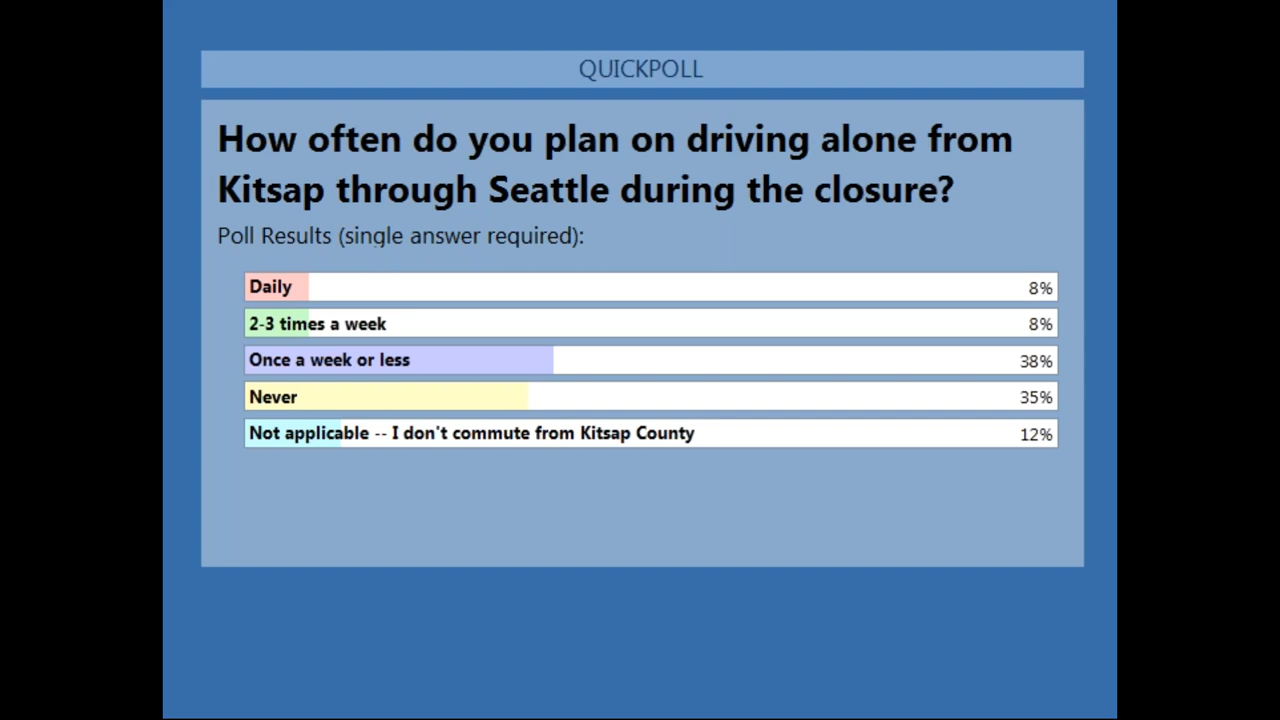 QUICKPOLL
How often do you plan on driving alone from
Kitsap through Seattle during the closure?
Poll Results (single answer required):
Daily 8%
2-3 times a week 8%
Once a week or less 38%
Never 35%
Not applicable -- I don't commute from Kitsap County 12%